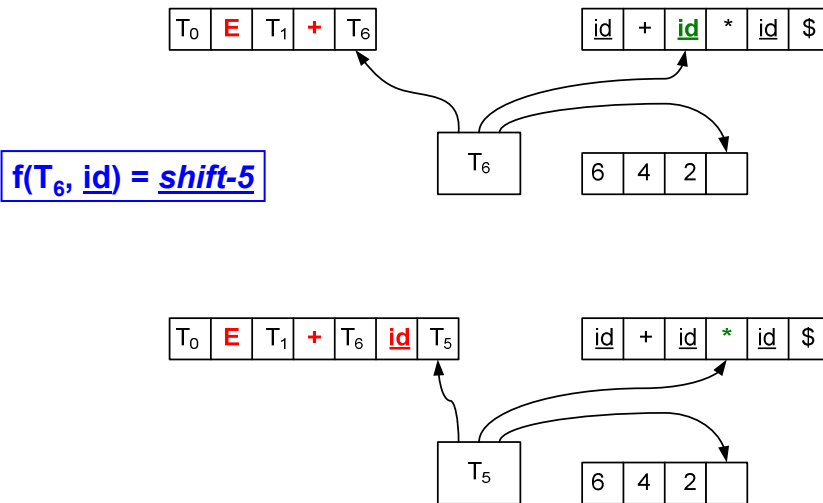 T₀ E T₁ + T₆ id + id * id $
T₆ 6 4 2
f(T₆, id) = shift-5
T₀ E T₁ + T₆ id T₅ id + id * id $
T₅ 6 4 2